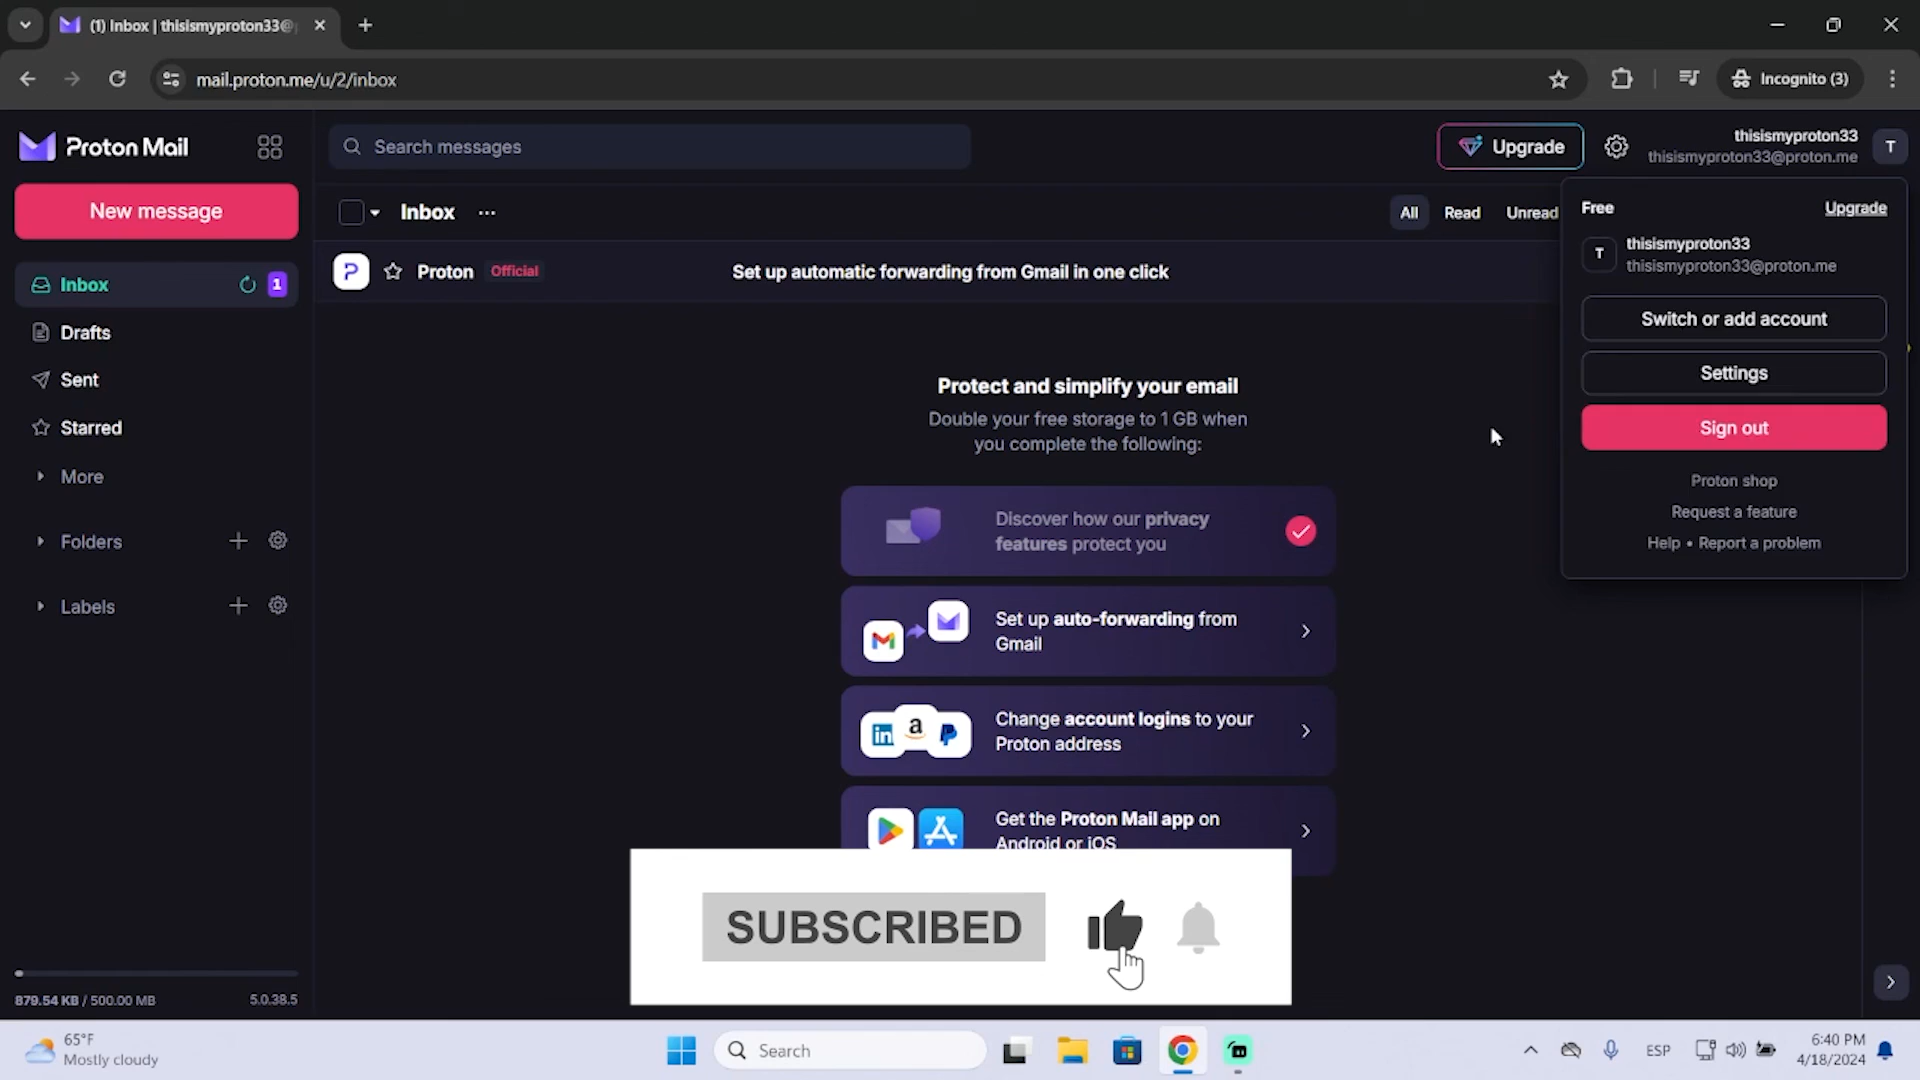 (1) Inbox | thisismyproton33@
mail.proton.me/u/2/inbox
Incognito (3)
Proton Mail
Search messages
Upgrade
thisismyproton33
thisismyproton33@proton.me
T
New message
Inbox
All
Read
Unread
Free
Upgrade
T
thisismyproton33
thisismyproton33@proton.me
Switch or add account
Settings
Sign out
Proton shop
Request a feature
Help • Report a problem
Inbox
1
Drafts
Sent
Starred
More
Folders
Labels
Proton
Official
Set up automatic forwarding from Gmail in one click
Protect and simplify your email
Double your free storage to 1 GB when
you complete the following:
Discover how our privacy
features protect you
Set up auto-forwarding from
Gmail
in
a
Change account logins to your
Proton address
Get the Proton Mail app on
Android or iOS
SUBSCRIBED
879.54 KB / 500.00 MB
5.0.38.5
65°F
Mostly cloudy
Search
ESP
6:40 PM
4/18/2024